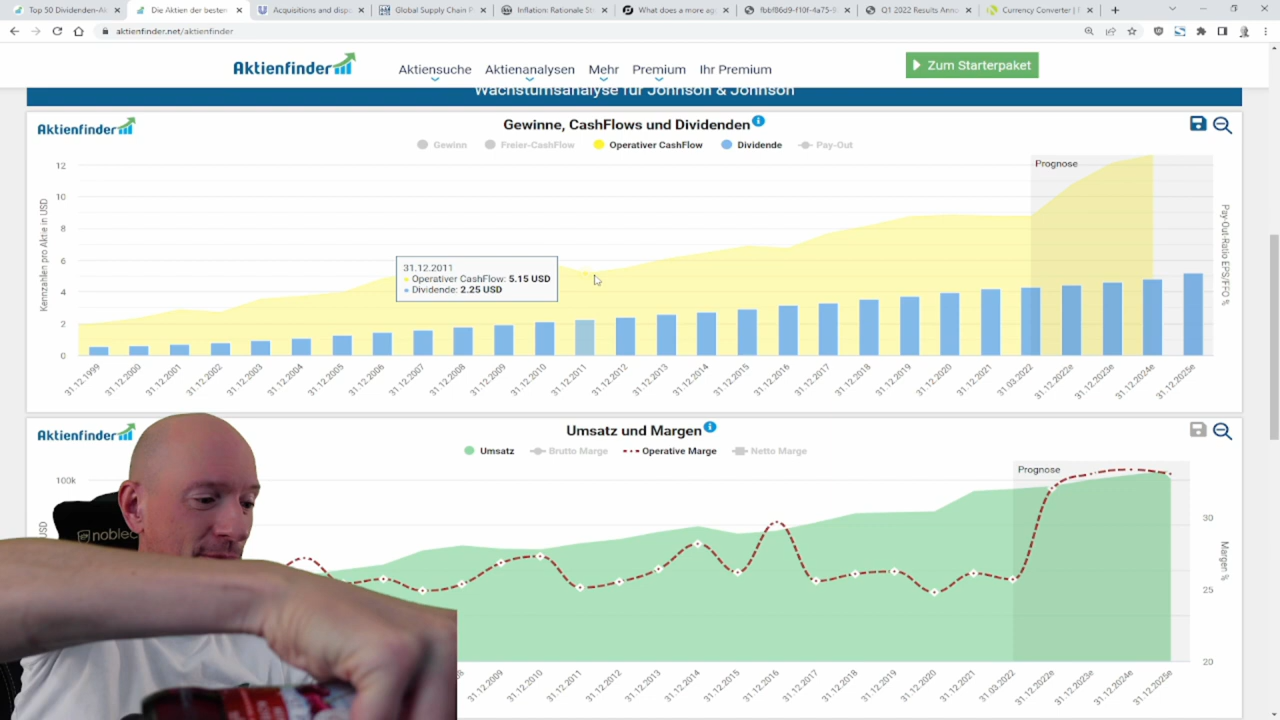 Top 50 Dividenden-Al
Die Aktien der besten
Acquisitions and dispo
Global Supply Chain P
Inflation: Rationale St
What does a more ag
fbbf86d9-f10f-4a75-9
Q1 2022 Results Anno
Currency Converter |
aktienfinder.net/aktienfinder
Aktienfinder
Aktiensuche
Aktienanalysen
Mehr
Premium
Ihr Premium
Zum Starterpaket
Wachstumsanalyse für Johnson & Johnson
Aktienfinder
Gewinne, CashFlows und Dividenden
Gewinn
Freier-CashFlow
Operativer CashFlow
Dividende
Pay-Out
Kennzahlen pro Aktie in USD
12
10
8
6
4
2
0
Prognose
Pay-Out-Ratio EPS/FFO %
31.12.2011
Operativer CashFlow: 5.15 USD
Dividende: 2.25 USD
31.12.1999
31.12.2000
31.12.2001
31.12.2002
31.12.2003
31.12.2004
31.12.2005
31.12.2006
31.12.2007
31.12.2008
31.12.2009
31.12.2010
31.12.2011
31.12.2012
31.12.2013
31.12.2014
31.12.2015
31.12.2016
31.12.2017
31.12.2018
31.12.2019
31.12.2020
31.12.2021
31.03.2022
31.12.2022e
31.12.2023e
31.12.2024e
31.12.2025e
Aktienfinder
Umsatz und Margen
Umsatz
Brutto Marge
Operative Marge
Netto Marge
100k
USD
Prognose
30
25
20
Margen %
noblec
31.12.2009
31.12.2010
31.12.2011
31.12.2012
31.12.2013
31.12.2014
31.12.2015
31.12.2016
31.12.2017
31.12.2018
31.12.2019
31.12.2020
31.12.2021
31.03.2022
31.12.2022e
31.12.2023e
31.12.2024e
31.12.2025e